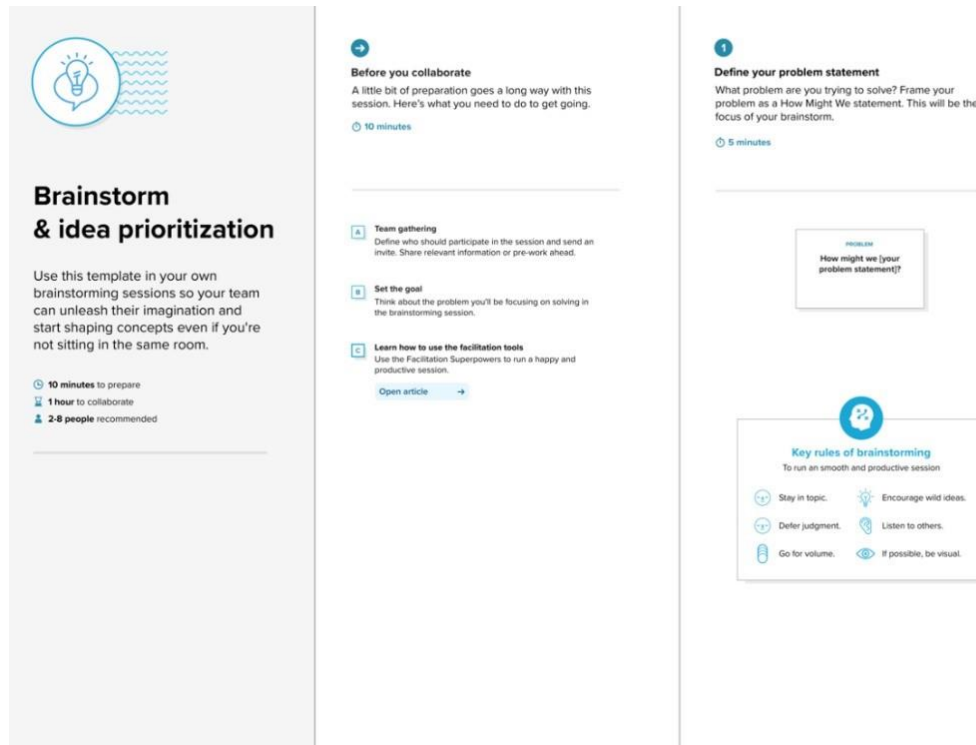 Brainstorm
& idea prioritization
Use this template in your own
brainstorming sessions so your team
can unleash their imagination and
start shaping concepts even if you're
not sitting in the same room.
10 minutes to prepare
1 hour to collaborate
2-8 people recommended
Before you collaborate
A little bit of preparation goes a long way with this
session. Here's what you need to do to get going.
10 minutes
A
Team gathering
Define who should participate in the session and send an
invite. Share relevant information or pre-work ahead.
B
Set the goal
Think about the problem you'll be focusing on solving in
the brainstorming session.
C
Learn how to use the facilitation tools
Use the Facilitation Superpowers to run a happy and
productive session.
Open article
1
Define your problem statement
What problem are you trying to solve? Frame your
problem as a How Might We statement. This will be the
focus of your brainstorm.
5 minutes
PROBLEM
How might we [your
problem statement]?
Key rules of brainstorming
To run an smooth and productive session
Stay in topic.
Encourage wild ideas.
Defer judgment.
Listen to others.
Go for volume.
If possible, be visual.